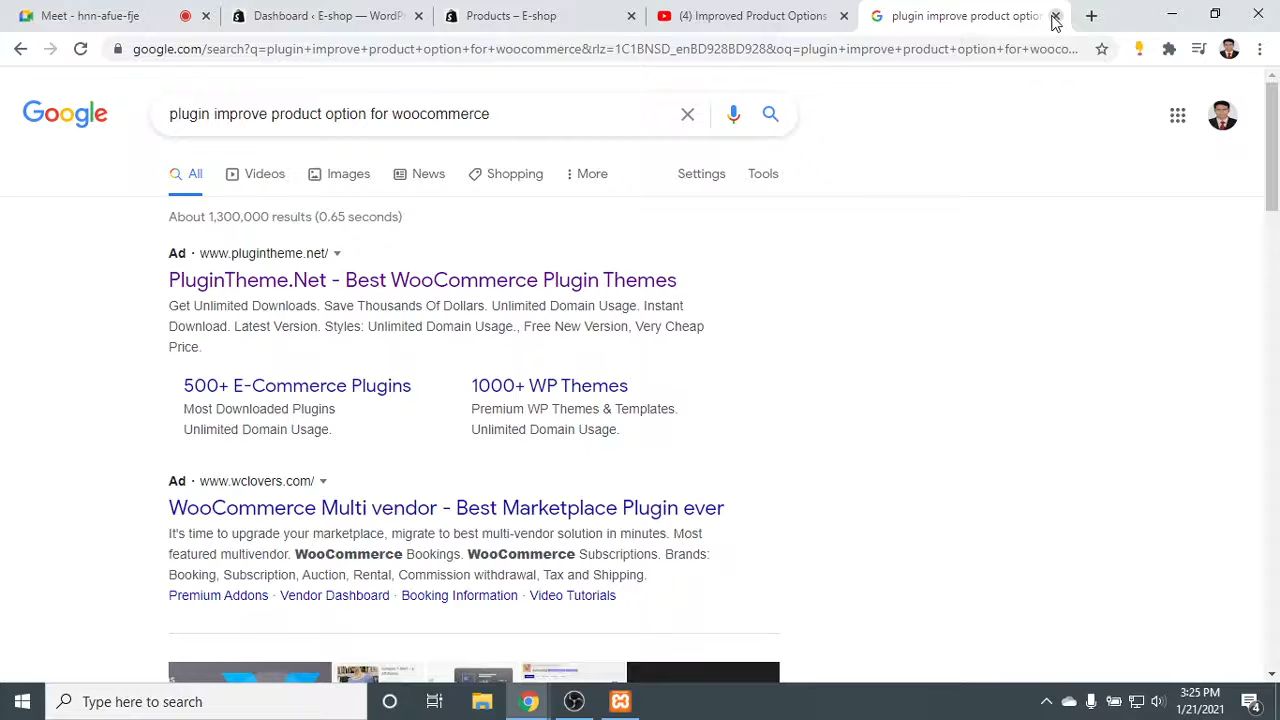 Meet - hnn-afue-fje
Dashboard ‹ E-shop — WordP
Products – E-shop
(4) Improved Product Options
plugin improve product option
google.com/search?q=plugin+improve+product+option+for+woocommerce&rlz=1C1BNSD_enBD928BD928&oq=plugin+improve+product+option+for+wooco...
Google
plugin improve product option for woocommerce
All
Videos
Images
News
Shopping
More
Settings
Tools
About 1,300,000 results (0.65 seconds)
Ad · www.plugintheme.net/
PluginTheme.Net - Best WooCommerce Plugin Themes
Get Unlimited Downloads. Save Thousands Of Dollars. Unlimited Domain Usage. Instant
Download. Latest Version. Styles: Unlimited Domain Usage., Free New Version, Very Cheap
Price.
500+ E-Commerce Plugins
Most Downloaded Plugins
Unlimited Domain Usage.
1000+ WP Themes
Premium WP Themes & Templates.
Unlimited Domain Usage.
Ad · www.wclovers.com/
WooCommerce Multi vendor - Best Marketplace Plugin ever
It's time to upgrade your marketplace, migrate to best multi-vendor solution in minutes. Most
featured multivendor. WooCommerce Bookings. WooCommerce Subscriptions. Brands:
Booking, Subscription, Auction, Rental, Commission withdrawal, Tax and Shipping.
Premium Addons · Vendor Dashboard · Booking Information · Video Tutorials
Type here to search
3:25 PM
1/21/2021
4